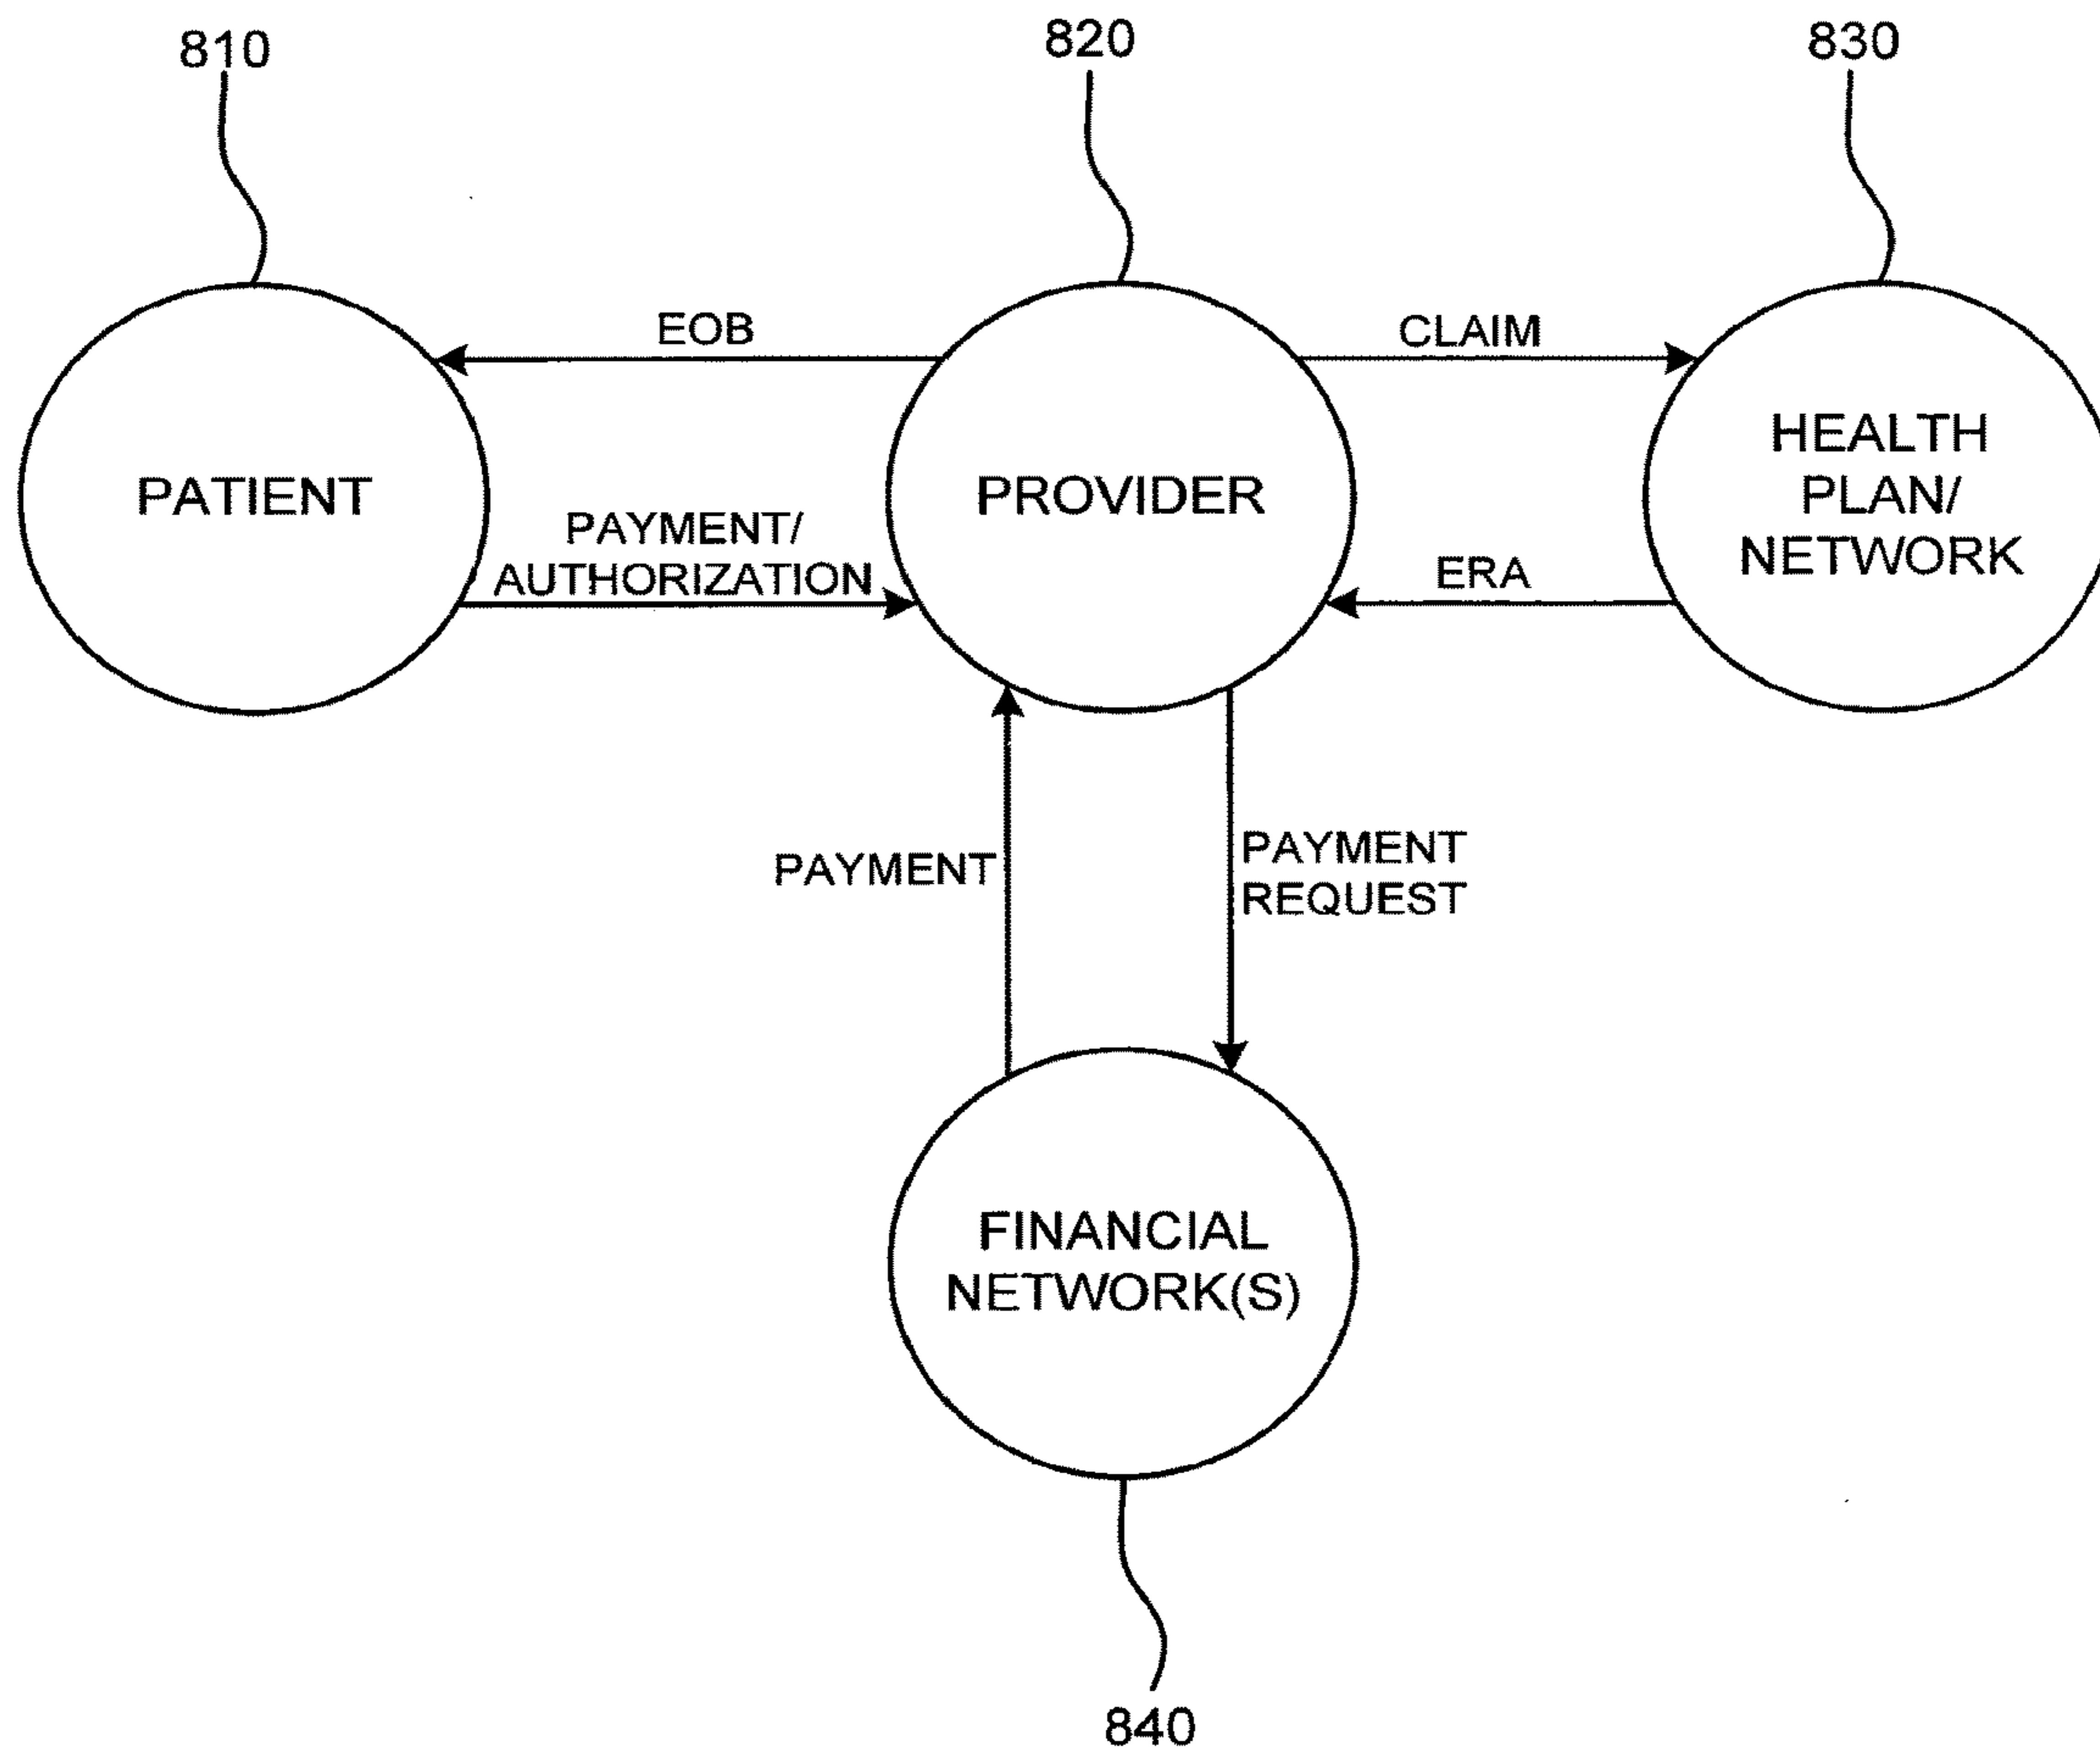 810
820
830
EOB
CLAIM
PATIENT
PAYMENT/
AUTHORIZATION
PROVIDER
HEALTH
PLAN/
NETWORK
ERA
PAYMENT
PAYMENT
REQUEST
FINANCIAL
NETWORK(S)
840